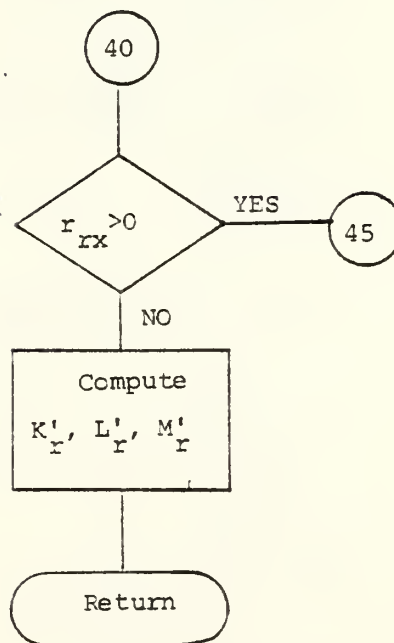 40
r_rx>0
YES
45
NO
Compute
K'_r, L'_r, M'_r
Return